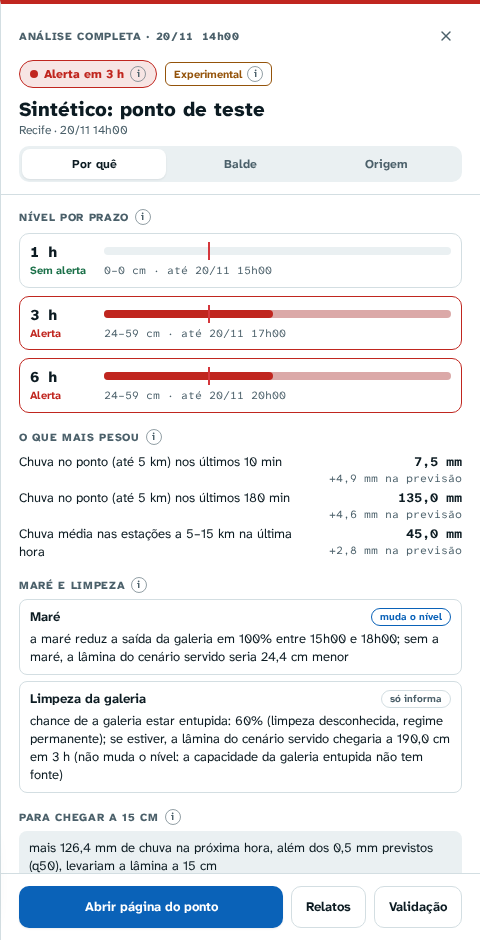 ANÁLISE COMPLETA · 20/11 14h00
Alerta em 3 h i
Experimental i
Sintético: ponto de teste
Recife · 20/11 14h00
Por quê Balde Origem
NÍVEL POR PRAZO i
1 h
Sem alerta 0–0 cm · até 20/11 15h00
3 h
Alerta 24–59 cm · até 20/11 17h00
6 h
Alerta 24–59 cm · até 20/11 20h00
O QUE MAIS PESOU i
Chuva no ponto (até 5 km) nos últimos 10 min 7,5 mm
+4,9 mm na previsão
Chuva no ponto (até 5 km) nos últimos 180 min 135,0 mm
+4,6 mm na previsão
Chuva média nas estações a 5–15 km na última 45,0 mm
hora +2,8 mm na previsão
MARÉ E LIMPEZA i
Maré muda o nível
a maré reduz a saída da galeria em 100% entre 15h00 e 18h00; sem a
maré, a lâmina do cenário servido seria 24,4 cm menor
Limpeza da galeria só informa
chance de a galeria estar entupida: 60% (limpeza desconhecida, regime
permanente); se estiver, a lâmina do cenário servido chegaria a 190,0 cm
em 3 h (não muda o nível: a capacidade da galeria entupida não tem
fonte)
PARA CHEGAR A 15 CM i
mais 126,4 mm de chuva na próxima hora, além dos 0,5 mm previstos
(q50), levariam a lâmina a 15 cm
Abrir página do ponto Relatos Validação